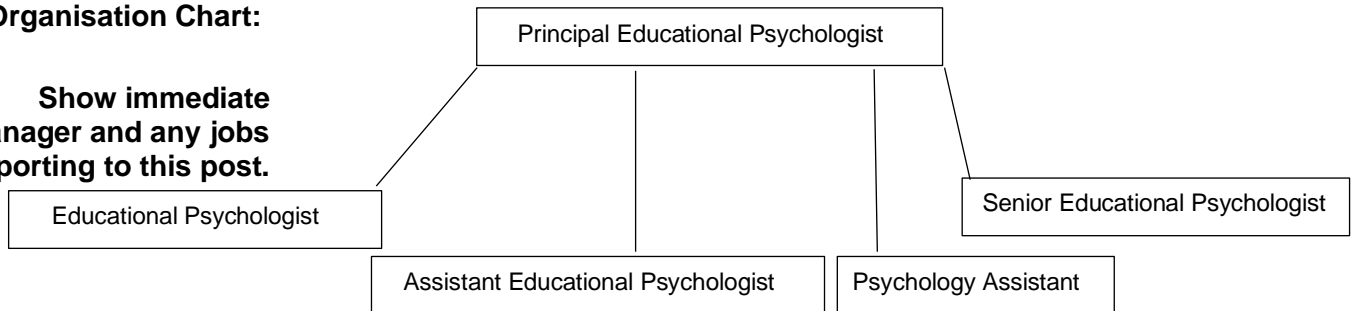 Organisation Chart:
Principal Educational Psychologist
Show immediate
anager and any jobs
porting to this post.
Educational Psychologist
Senior Educational Psychologist
Assistant Educational Psychologist
Psychology Assistant